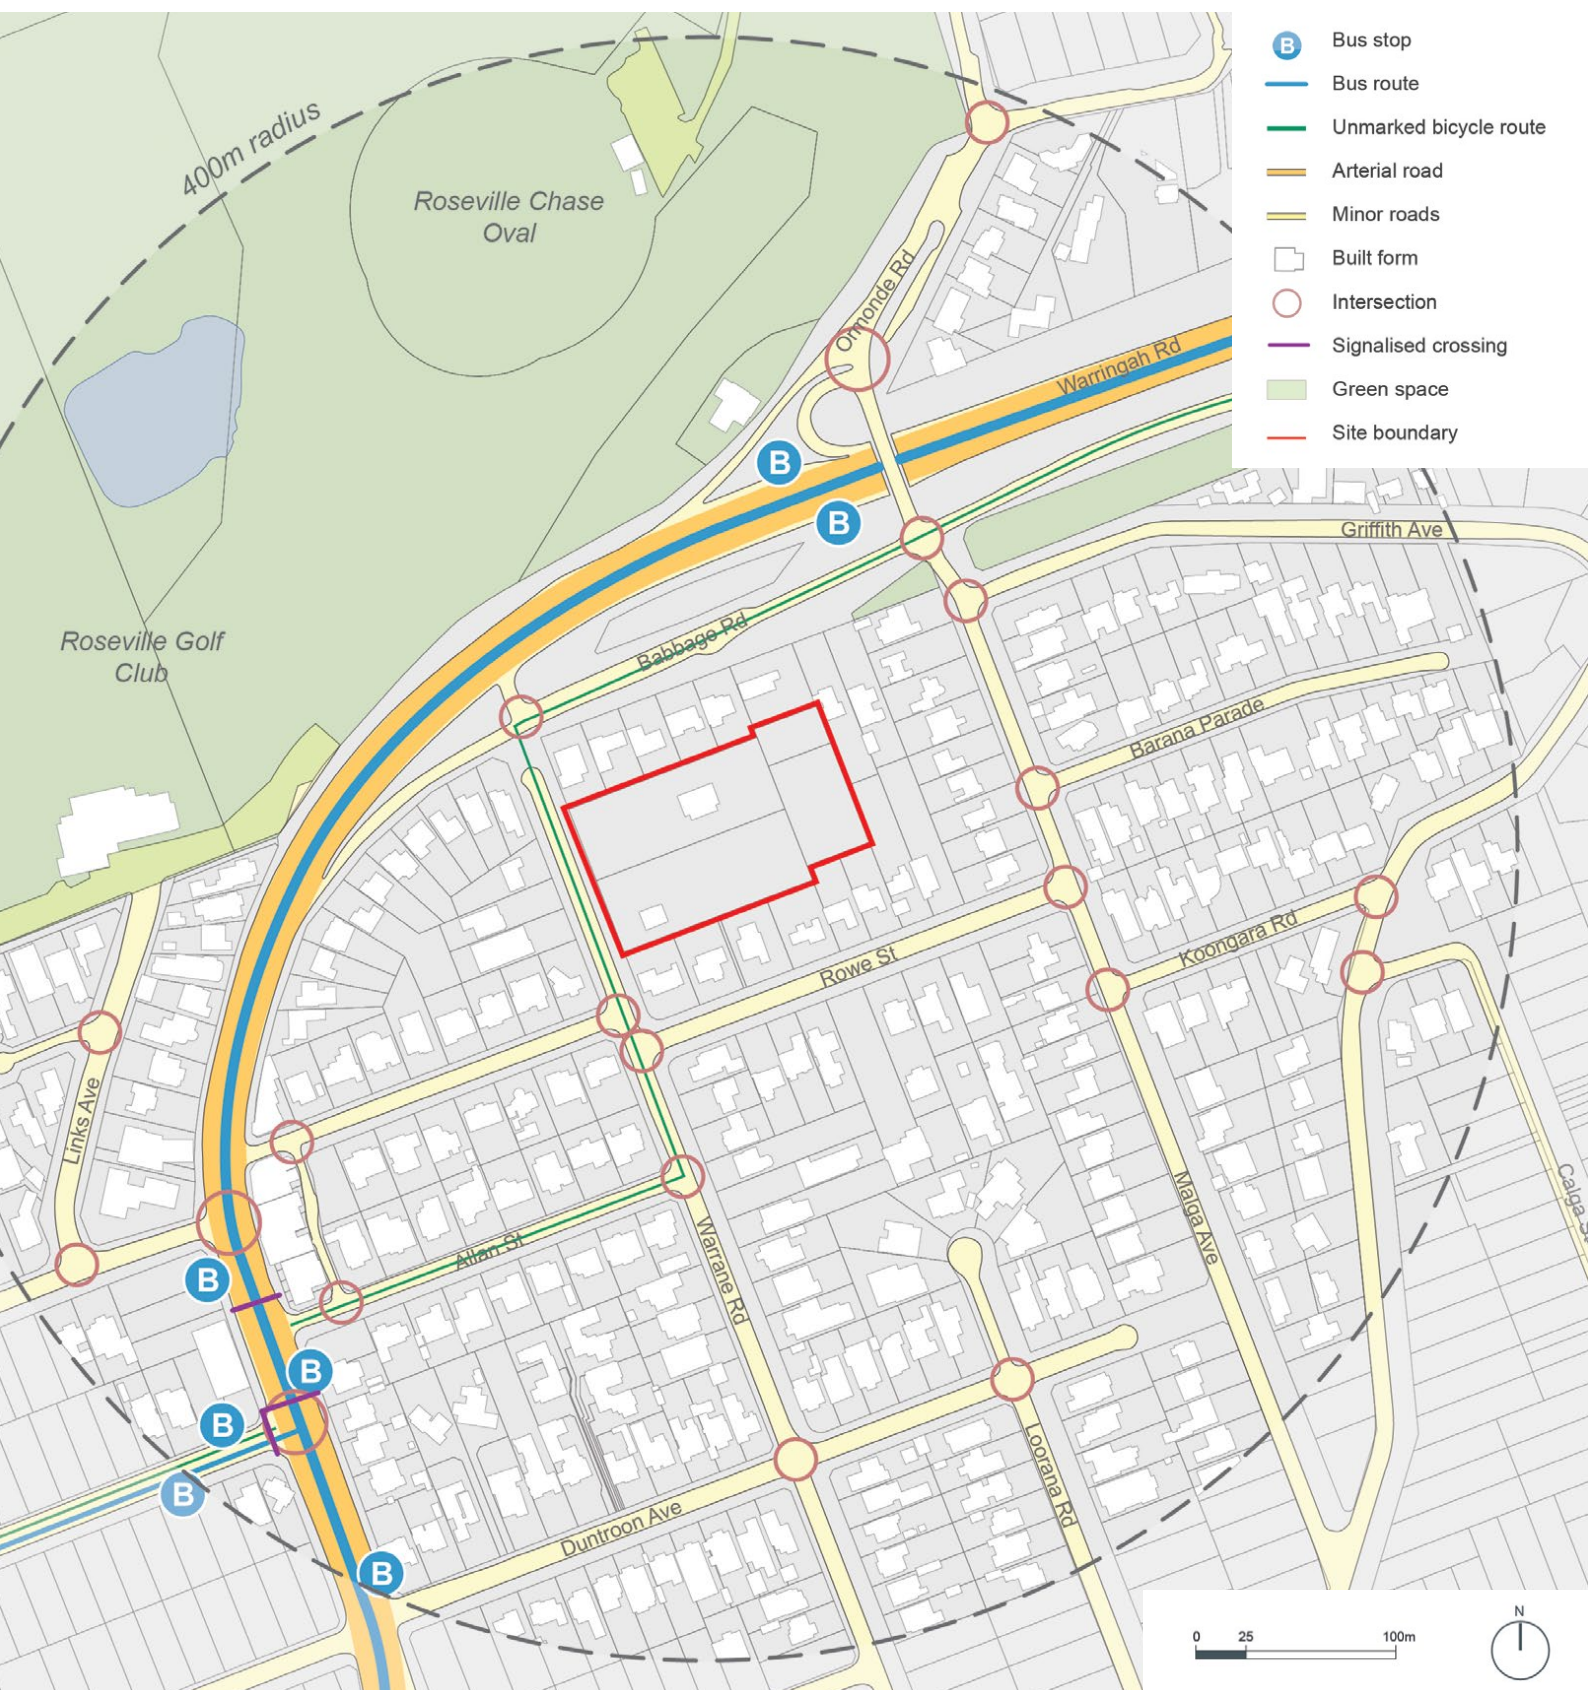 Bus stop
Bus route
Unmarked bicycle route
Arterial road
Minor roads
Built form
Intersection
Signalised crossing
Green space
Site boundary
B
400m radius
Roseville Chase
Oval
Ormonde Rd
Warringah Rd
B
B
Griffith Ave
Babbage Rd
Roseville Golf
Club
Barana Parade
Koongara Rd
Rowe St
Links Ave
Malga Ave
Calga St
Allan St
Warrane Rd
B
B
B
B
Loorana Rd
Duntroon Ave
B
0 25 100m
N